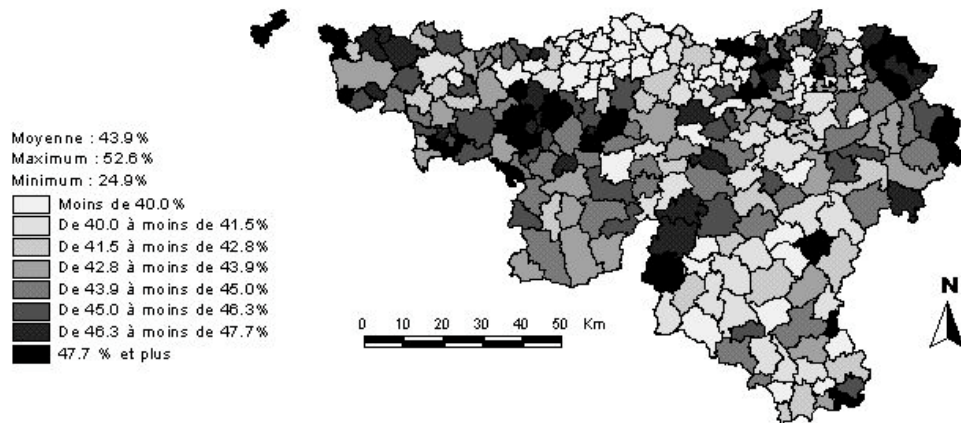 Moyenne : 43.9%
Maximum : 52.6%
Minimum : 24.9%
Moins de 40.0%
De 40.0 à moins de 41.5%
De 41.5 à moins de 42.8%
De 42.8 à moins de 43.9%
De 43.9 à moins de 45.0%
De 45.0 à moins de 46.3%
De 46.3 à moins de 47.7%
47.7 % et plus
0 10 20 30 40 50 Km
N